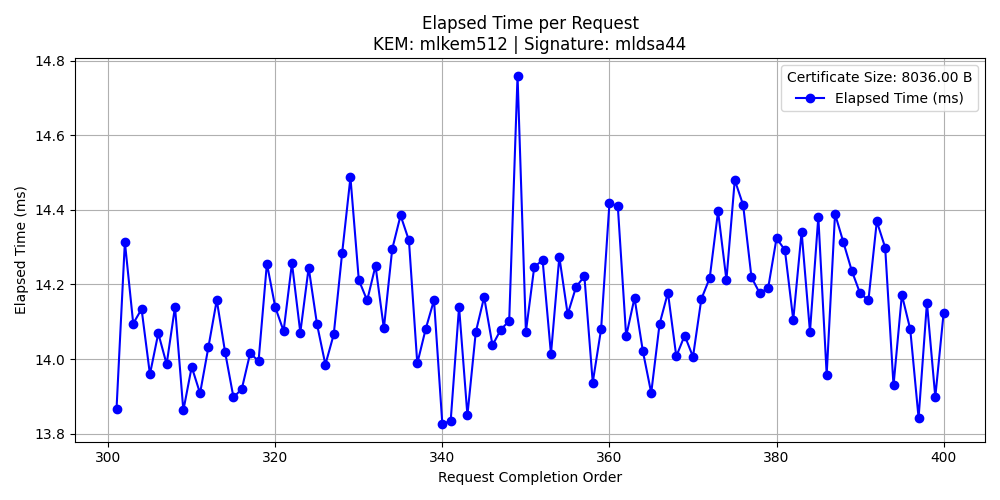 Elapsed Time per Request
KEM: mlkem512 | Signature: mldsa44
Certificate Size: 8036.00 B
Elapsed Time (ms)
Elapsed Time (ms)
14.8
14.6
14.4
14.2
14.0
13.8
300
320
340
360
380
400
Request Completion Order